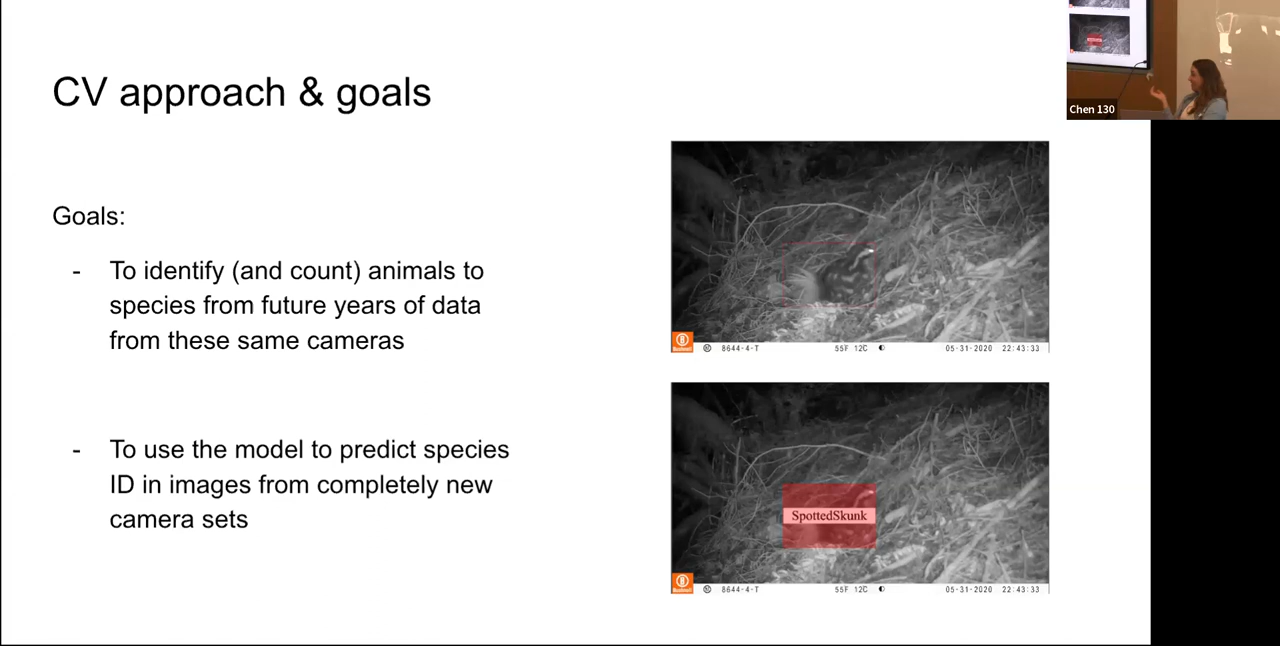 CV approach & goals
Chen 130
Goals:
- To identify (and count) animals to
species from future years of data
from these same cameras
- To use the model to predict species
ID in images from completely new
camera sets
Bushnell
8644-4-T 55F 12C 05-31-2020 22:43:33
SpottedSkunk
Bushnell
8644-4-T 55F 12C 05-31-2020 22:43:33